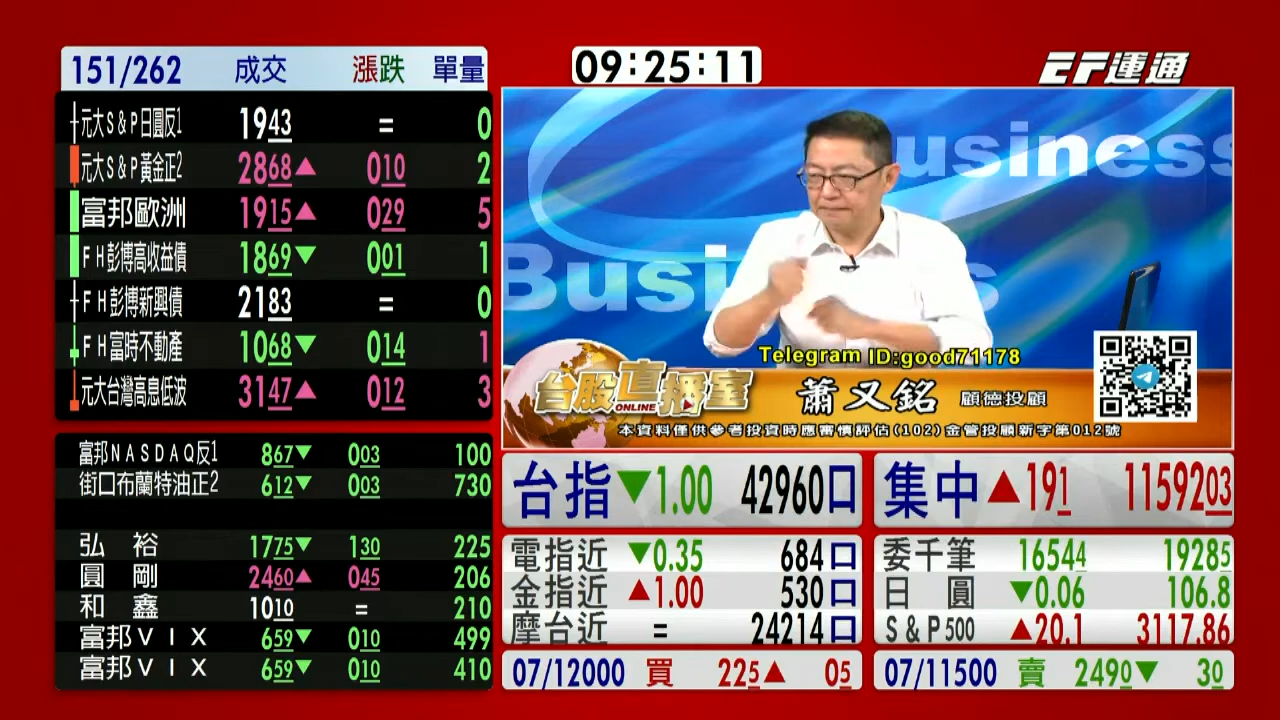 151/262 成交 漲跌 單量
元大S&P日圓反1 1943 = 0
元大S&P黃金正2 2868▲ 010 2
富邦歐洲 1915▲ 029 5
FH彭博高收益債 1869▼ 001 1
FH彭博新興債 2183 = 0
FH富時不動產 1068▼ 014 1
元大台灣高息低波 3147▲ 012 3
富邦NASDAQ反1 867▼ 003 100
街口布蘭特油正2 612▼ 003 730
弘裕 1775▼ 130 225
圓剛 2460▲ 045 206
和鑫 1010 = 210
富邦VIX 659▼ 010 499
富邦VIX 659▼ 010 410
09:25:11
EF運通
Business
Business
Telegram ID:good71178
台股直播室
ONLINE
蕭又銘 顧德投顧
本資料僅供參考投資時應審慎評估(102)金管投顧新字第012號
台指▼1.00 42960口
集中▲191 1159203
電指近 ▼0.35 684口
金指近 ▲1.00 530口
摩台近 = 24214口
委千筆 16544 19285
日圓 ▼0.06 106.8
S&P500 ▲20.1 3117.86
07/12000 買 225▲ 05
07/11500 賣 2490▼ 30